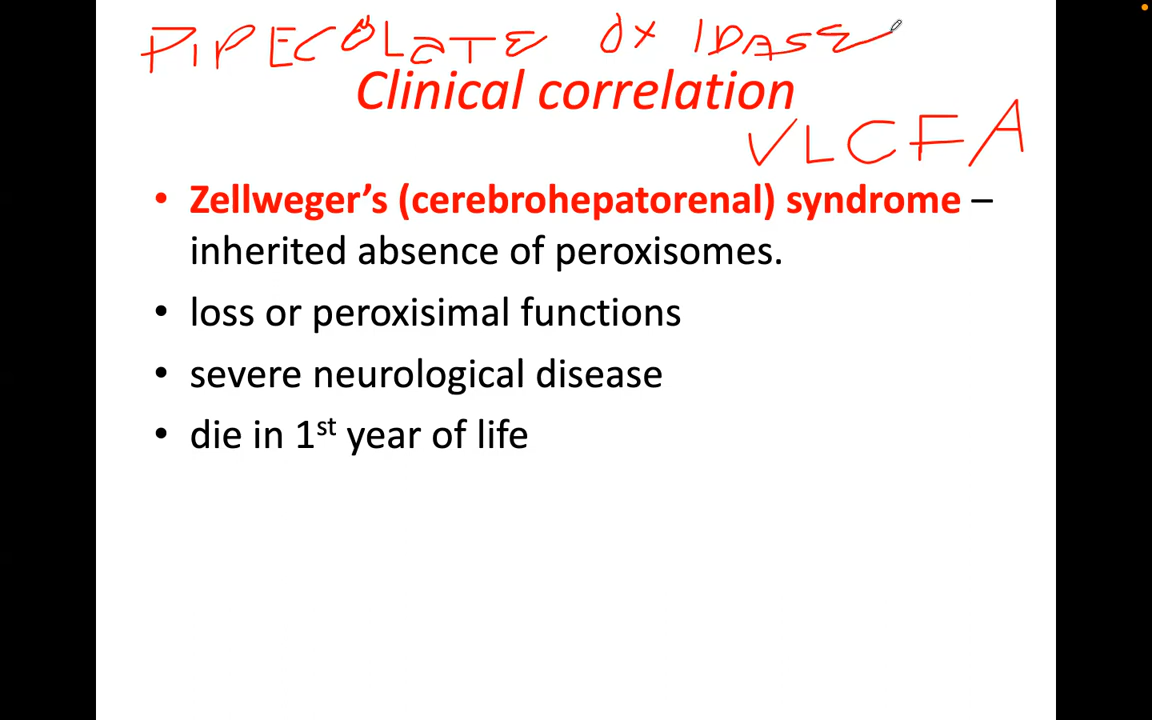 PIPECOLATE OXIDASE
Clinical correlation
VLCFA
• Zellweger’s (cerebrohepatorenal) syndrome –
inherited absence of peroxisomes.
• loss or peroxisimal functions
• severe neurological disease
• die in 1st year of life